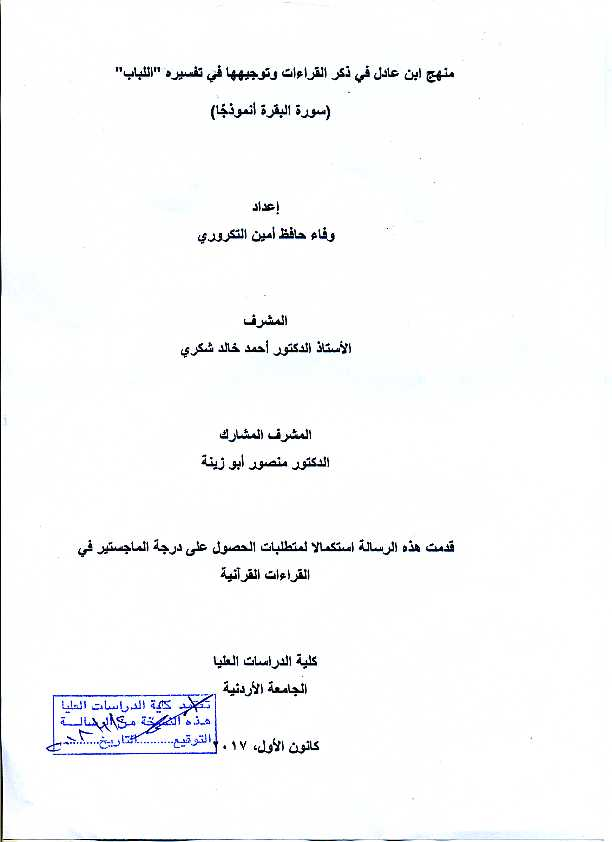 منهج ابن عادل في ذكر القراءات وتوجيهها في تفسيره "اللباب"
(سورة البقرة أنموذجًا)
إعداد
وفاء حافظ أمين التكروري
المشرف
الأستاذ الدكتور أحمد خالد شكري
المشرف المشارك
الدكتور منصور أبو زينة
قدمت هذه الرسالة استكمالا لمتطلبات الحصول على درجة الماجستير في
القراءات القرآنية
كلية الدراسات العليا
الجامعة الأردنية
تعتمد كلية الدراسات العليا
هذه النسخة من الرسالة
التوقيع...........التاريخ...........
كانون الأول، ٢٠١٧